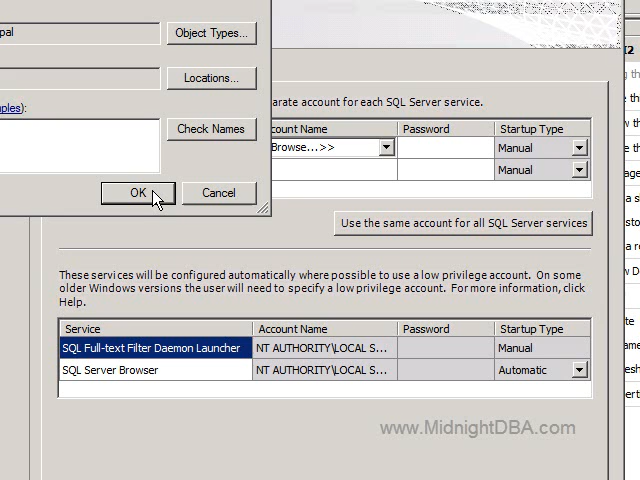 pal
Object Types...
Locations...
mples):
Check Names
OK
Cancel
arate account for each SQL Server service.
count Name
Password
Startup Type
Browse...>>
Manual
Manual
Use the same account for all SQL Server services
These services will be configured automatically where possible to use a low privilege account. On some
older Windows versions the user will need to specify a low privilege account. For more information, click
Help.
Service
Account Name
Password
Startup Type
SQL Full-text Filter Daemon Launcher
NT AUTHORITY\LOCAL S...
Manual
SQL Server Browser
NT AUTHORITY\LOCAL S...
Automatic
www.MidnightDBA.com